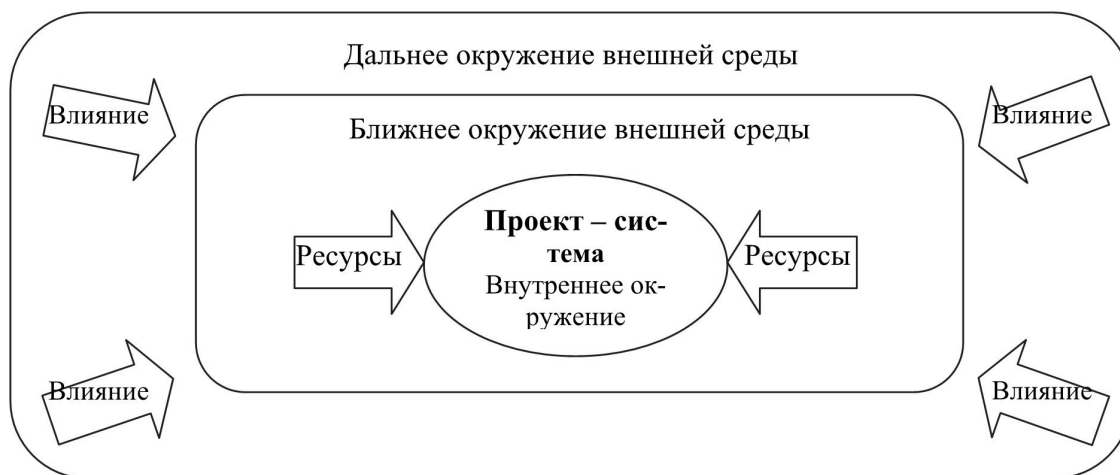 Дальнее окружение внешней среды
Влияние
Влияние
Ближнее окружение внешней среды
Проект – сис-
тема
Внутреннее ок-
ружение
Ресурсы
Ресурсы
Влияние
Влияние